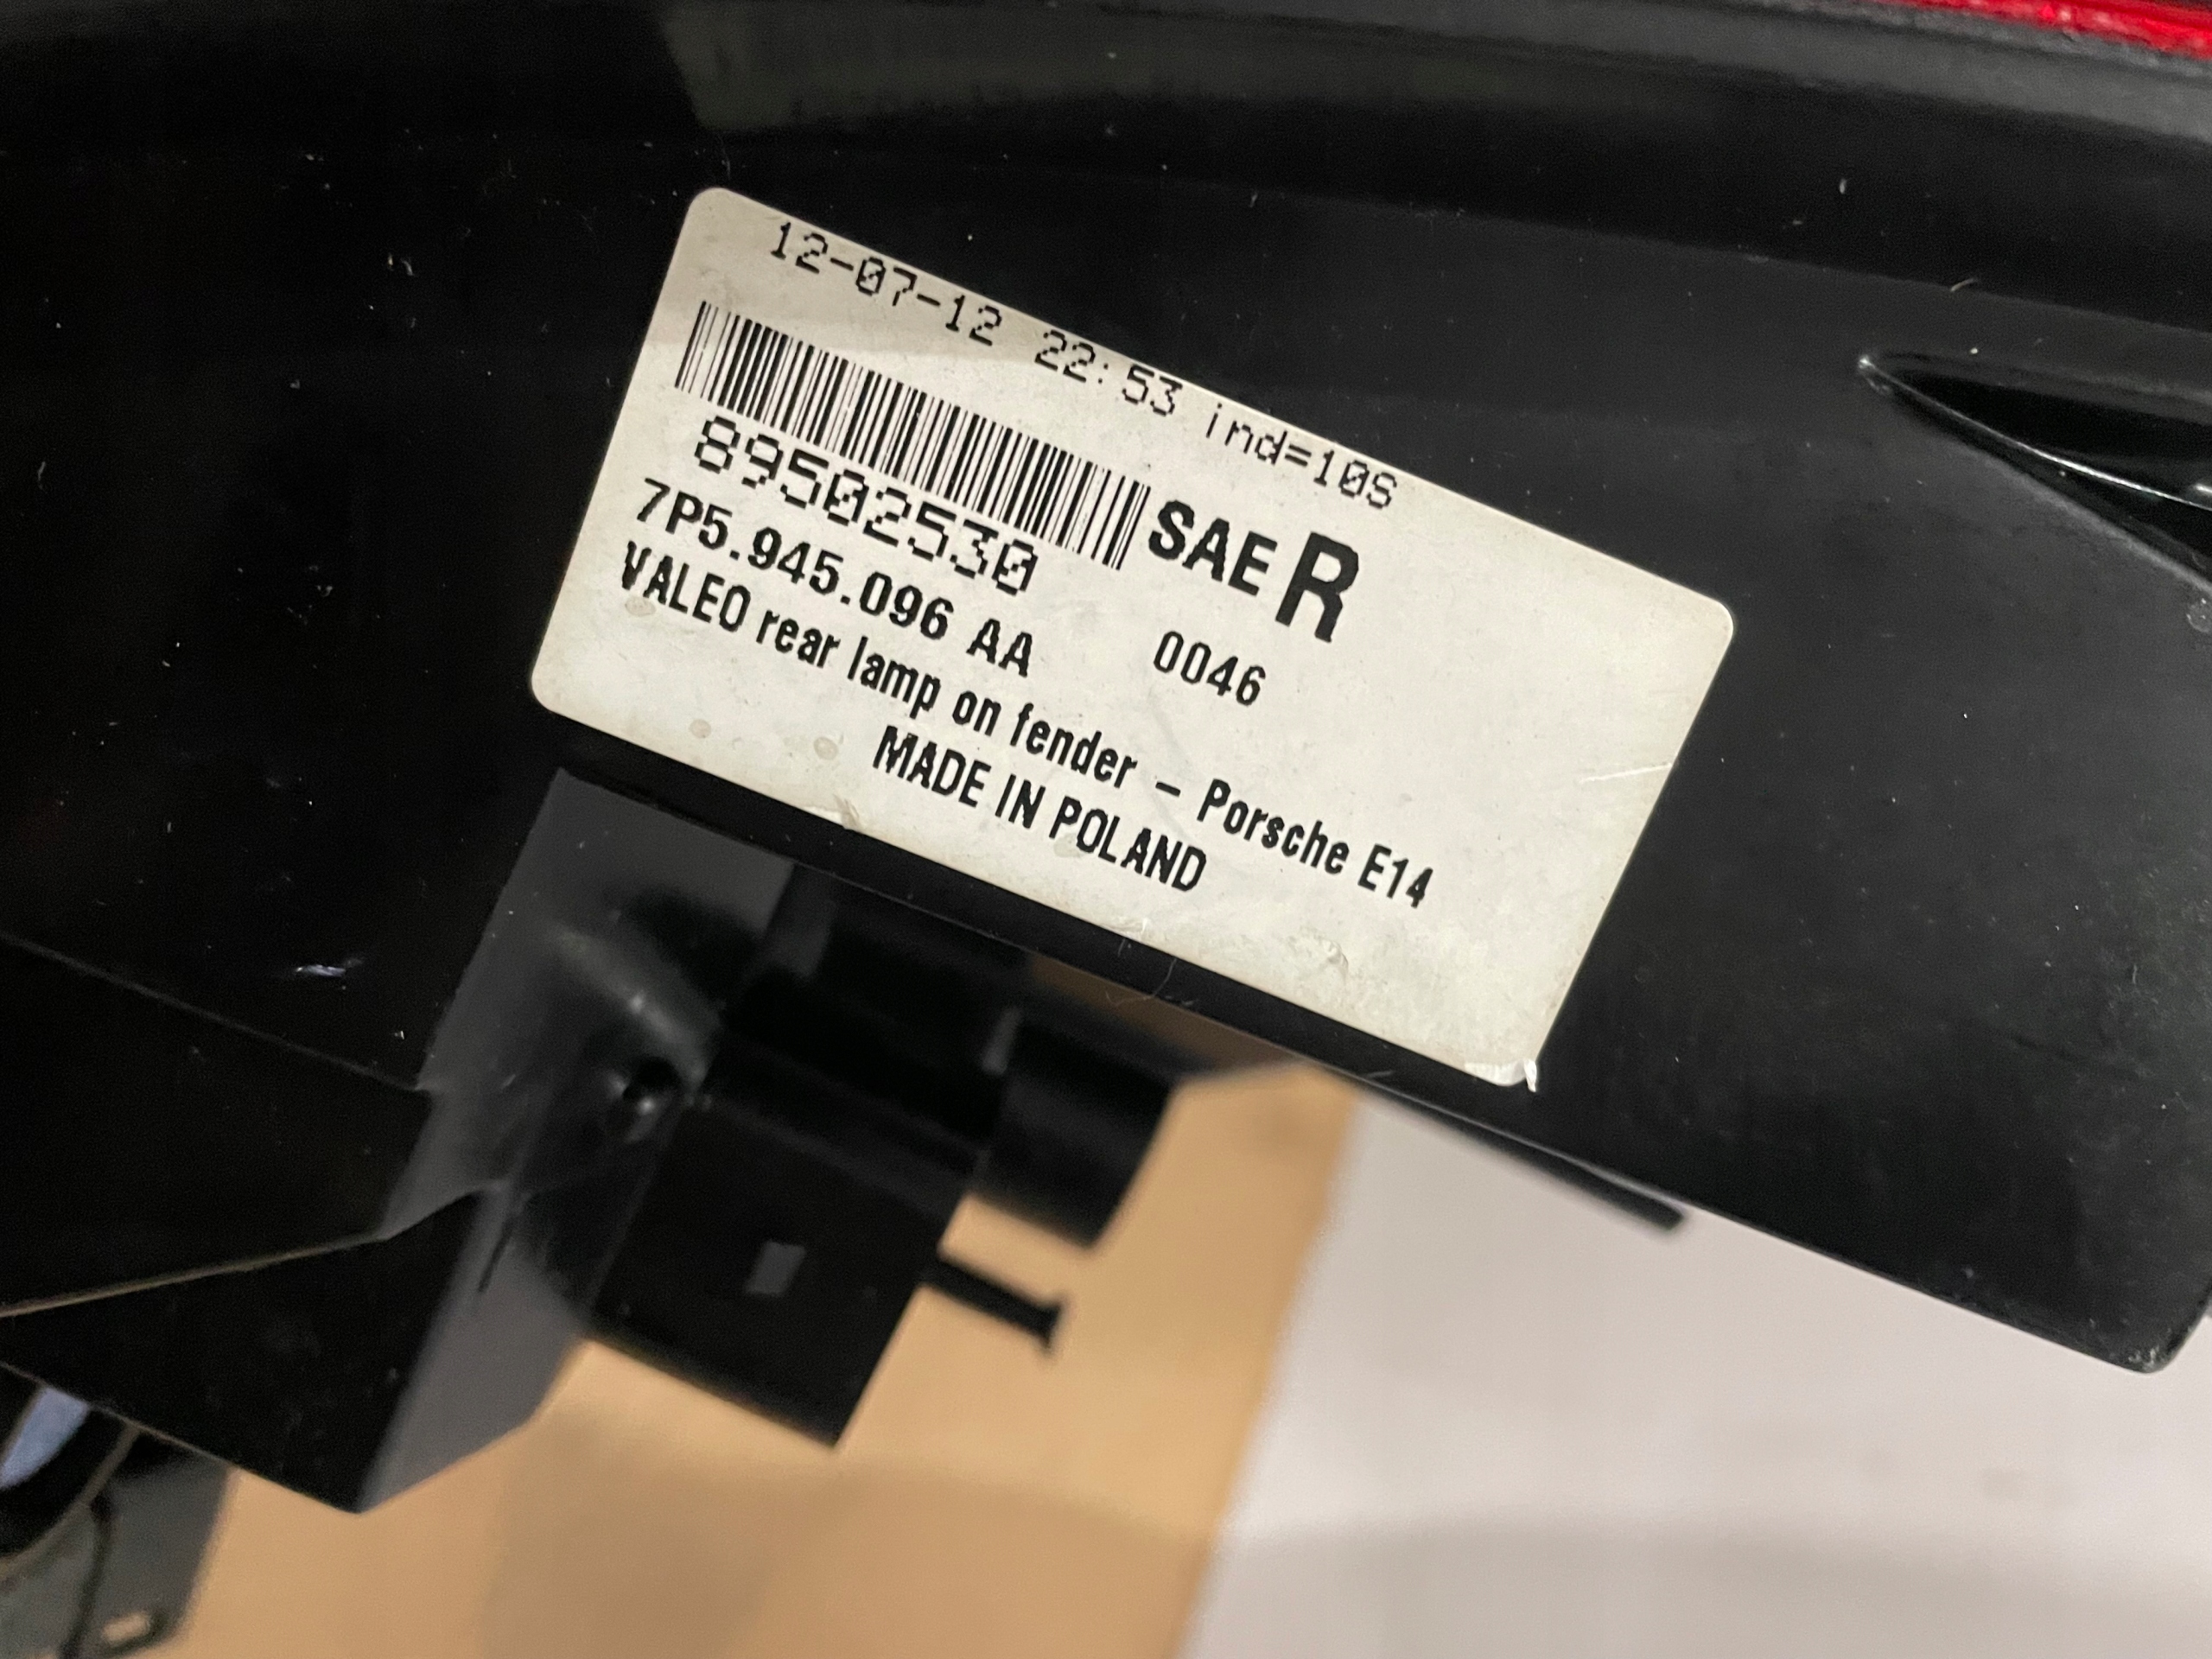 12-07-12 22:53 ind=10S
89502530
SAE R
7P5.945.096 AA 0046
VALEO rear lamp on fender – Porsche E14
MADE IN POLAND